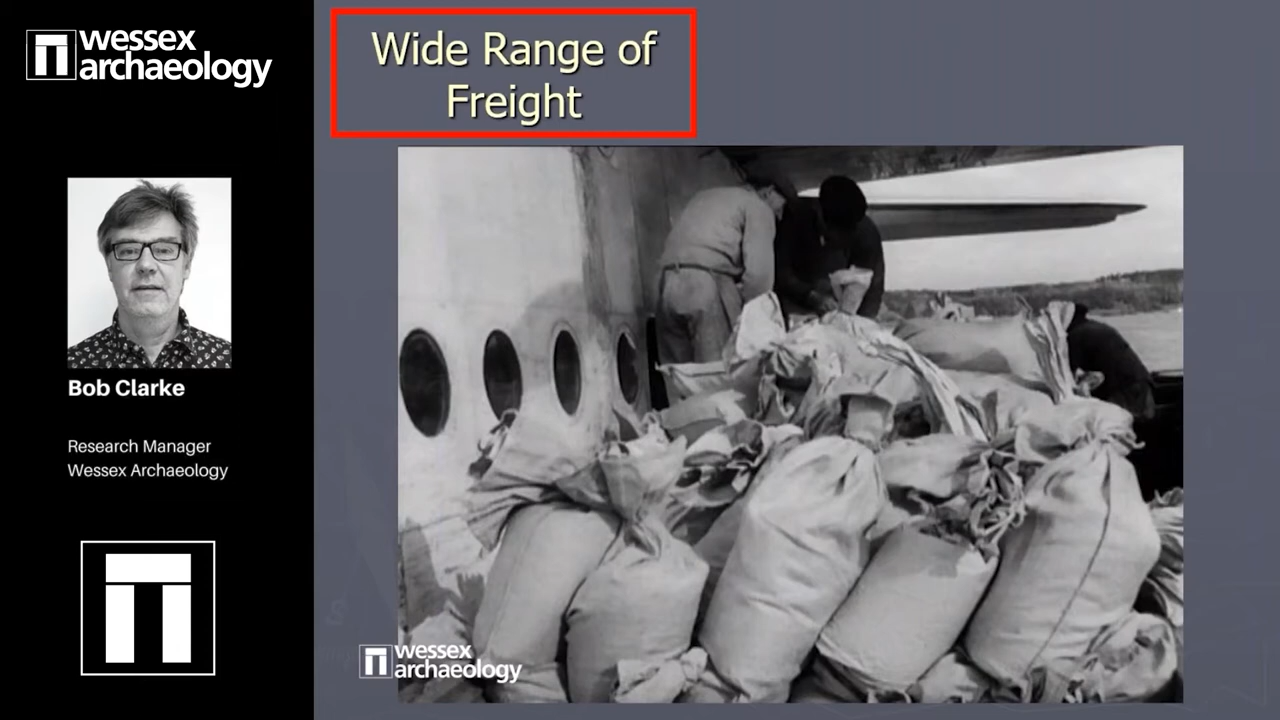 wessex
archaeology
Bob Clarke
Research Manager
Wessex Archaeology
Wide Range of
Freight
wessex
archaeology